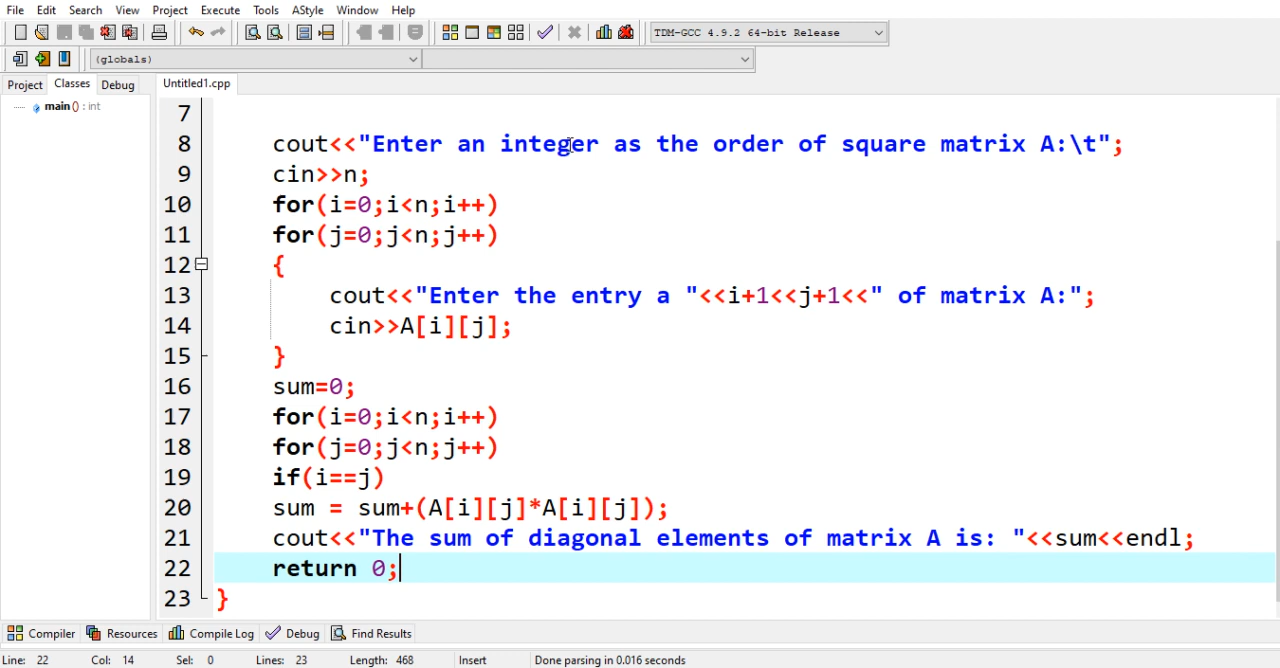 File Edit Search View Project Execute Tools AStyle Window Help
TDM-GCC 4.9.2 64-bit Release
(globals)
Project Classes Debug Untitled1.cpp
main() : int
7
8 cout<<"Enter an integer as the order of square matrix A:\t";
9 cin>>n;
10 for(i=0;i<n;i++)
11 for(j=0;j<n;j++)
12 {
13 cout<<"Enter the entry a "<<i+1<<j+1<<" of matrix A:";
14 cin>>A[i][j];
15 }
16 sum=0;
17 for(i=0;i<n;i++)
18 for(j=0;j<n;j++)
19 if(i==j)
20 sum = sum+(A[i][j]*A[i][j]);
21 cout<<"The sum of diagonal elements of matrix A is: "<<sum<<endl;
22 return 0;
23 }
Compiler Resources Compile Log Debug Find Results
Line: 22 Col: 14 Sel: 0 Lines: 23 Length: 468 Insert Done parsing in 0.016 seconds